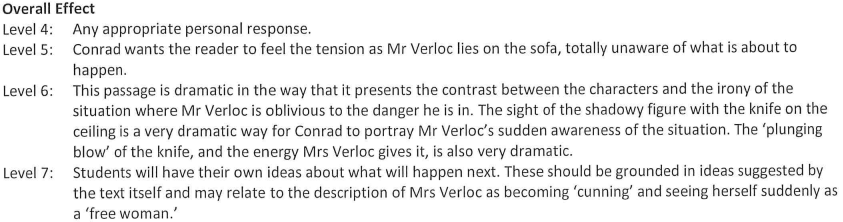 Overall Effect
Level 4: Any appropriate personal response.
Level 5: Conrad wants the reader to feel the tension as Mr Verloc lies on the sofa, totally unaware of what is about to
happen.
Level 6: This passage is dramatic in the way that it presents the contrast between the characters and the irony of the
situation where Mr Verloc is oblivious to the danger he is in. The sight of the shadowy figure with the knife on the
ceiling is a very dramatic way for Conrad to portray Mr Verloc's sudden awareness of the situation. The 'plunging
blow' of the knife, and the energy Mrs Verloc gives it, is also very dramatic.
Level 7: Students will have their own ideas about what will happen next. These should be grounded in ideas suggested by
the text itself and may relate to the description of Mrs Verloc as becoming 'cunning' and seeing herself suddenly as
a 'free woman.'